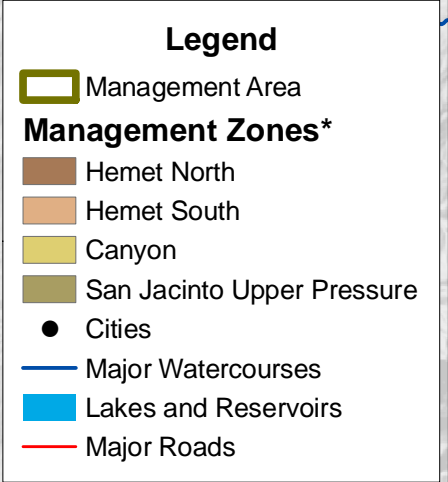 Legend
Management Area
Management Zones*
Hemet North
Hemet South
Canyon
San Jacinto Upper Pressure
Cities
Major Watercourses
Lakes and Reservoirs
Major Roads